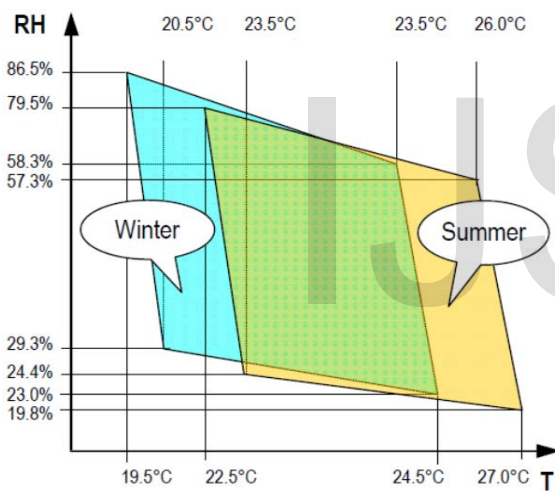 RH
20.5°C 23.5°C 23.5°C 26.0°C
86.5%
79.5%
58.3%
57.3%
Winter
Summer
29.3%
24.4%
23.0%
19.8%
19.5°C 22.5°C 24.5°C 27.0°C T
IJS